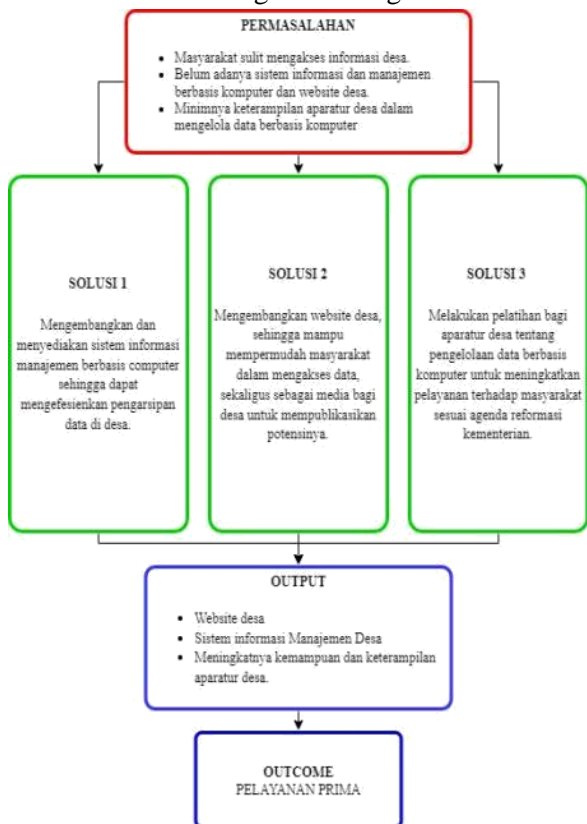 PERMASALAHAN
• Masyarakat sulit mengakses informasi desa.
• Belum adanya sistem informasi dan manajemen
berbasis komputer dan website desa.
• Minimnya keterampilan aparatur desa dalam
mengelola data berbasis komputer
SOLUSI 1
Mengembangkan dan
menyediakan sistem informasi
manajemen berbasis computer
sehingga dapat
mengefesienkan pengarsipan
data di desa.
SOLUSI 2
Mengembangkan website desa,
sehingga mampu
mempermudah masyarakat
dalam mengakses data,
sekaligus sebagai media bagi
desa untuk mempublikasikan
potensinya.
SOLUSI 3
Melakukan pelatihan bagi
aparatur desa tentang
pengelolaan data berbasis
komputer untuk meningkatkan
pelayanan terhadap masyarakat
sesuai agenda reformasi
kementerian.
OUTPUT
• Website desa
• Sistem informasi Manajemen Desa
• Meningkatnya kemampuan dan keterampilan
aparatur desa.
OUTCOME
PELAYANAN PRIMA